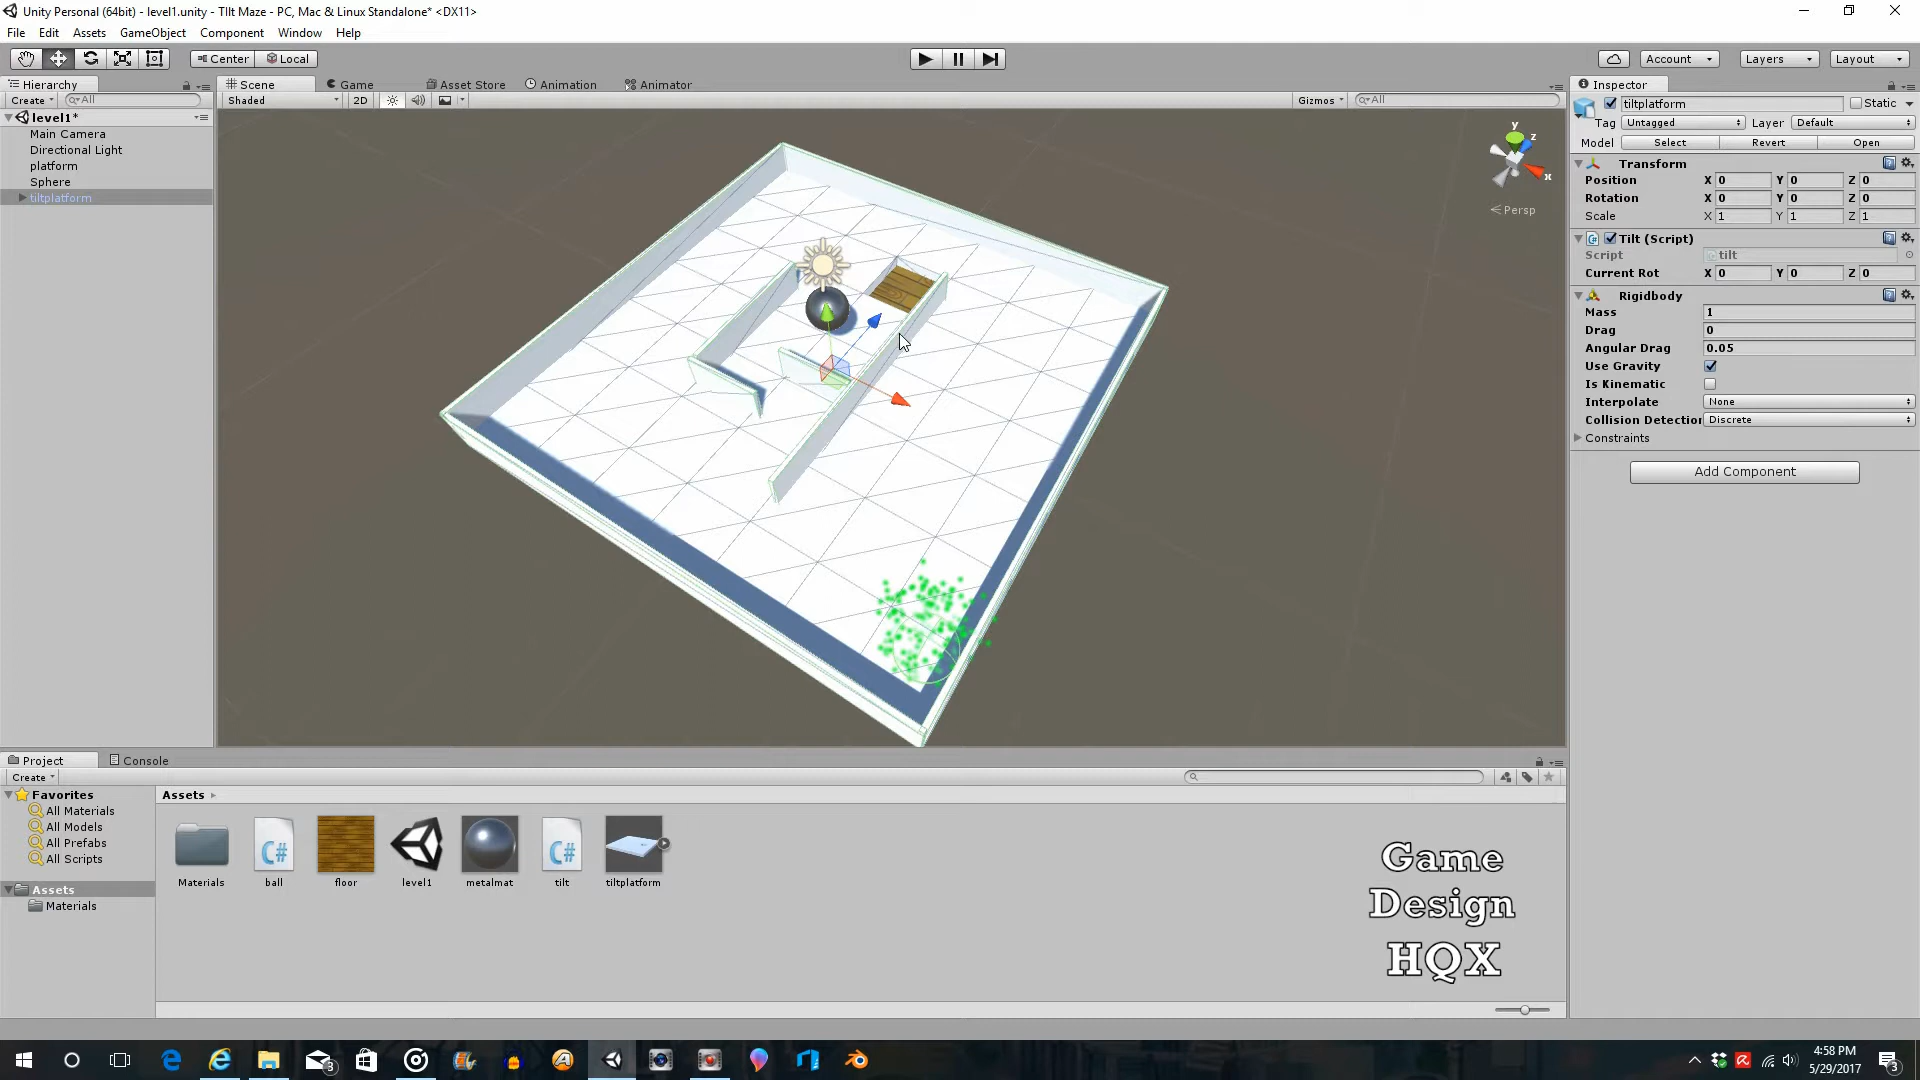 Unity Personal (64bit) - level1.unity - TIlt Maze - PC, Mac & Linux Standalone* <DX11>
File Edit Assets GameObject Component Window Help
Center Local Account Layers Layout
Hierarchy
Create All
level1*
Main Camera
Directional Light
platform
Sphere
tiltplatform
Scene Game Asset Store Animation Animator
Shaded 2D Gizmos All
y
z
x
Persp
Inspector
tiltplatform Static
Tag Untagged Layer Default
Model Select Revert Open
Transform
Position X 0 Y 0 Z 0
Rotation X 0 Y 0 Z 0
Scale X 1 Y 1 Z 1
Tilt (Script)
Script tilt
Current Rot X 0 Y 0 Z 0
Rigidbody
Mass 1
Drag 0
Angular Drag 0.05
Use Gravity
Is Kinematic
Interpolate None
Collision Detection Discrete
Constraints
Add Component
Project Console
Create
Favorites
All Materials
All Models
All Prefabs
All Scripts
Assets
Materials
Assets
Materials ball floor level1 metalmat tilt tiltplatform
C# C#
Game
Design
HQX
3
4:58 PM
5/29/2017
3